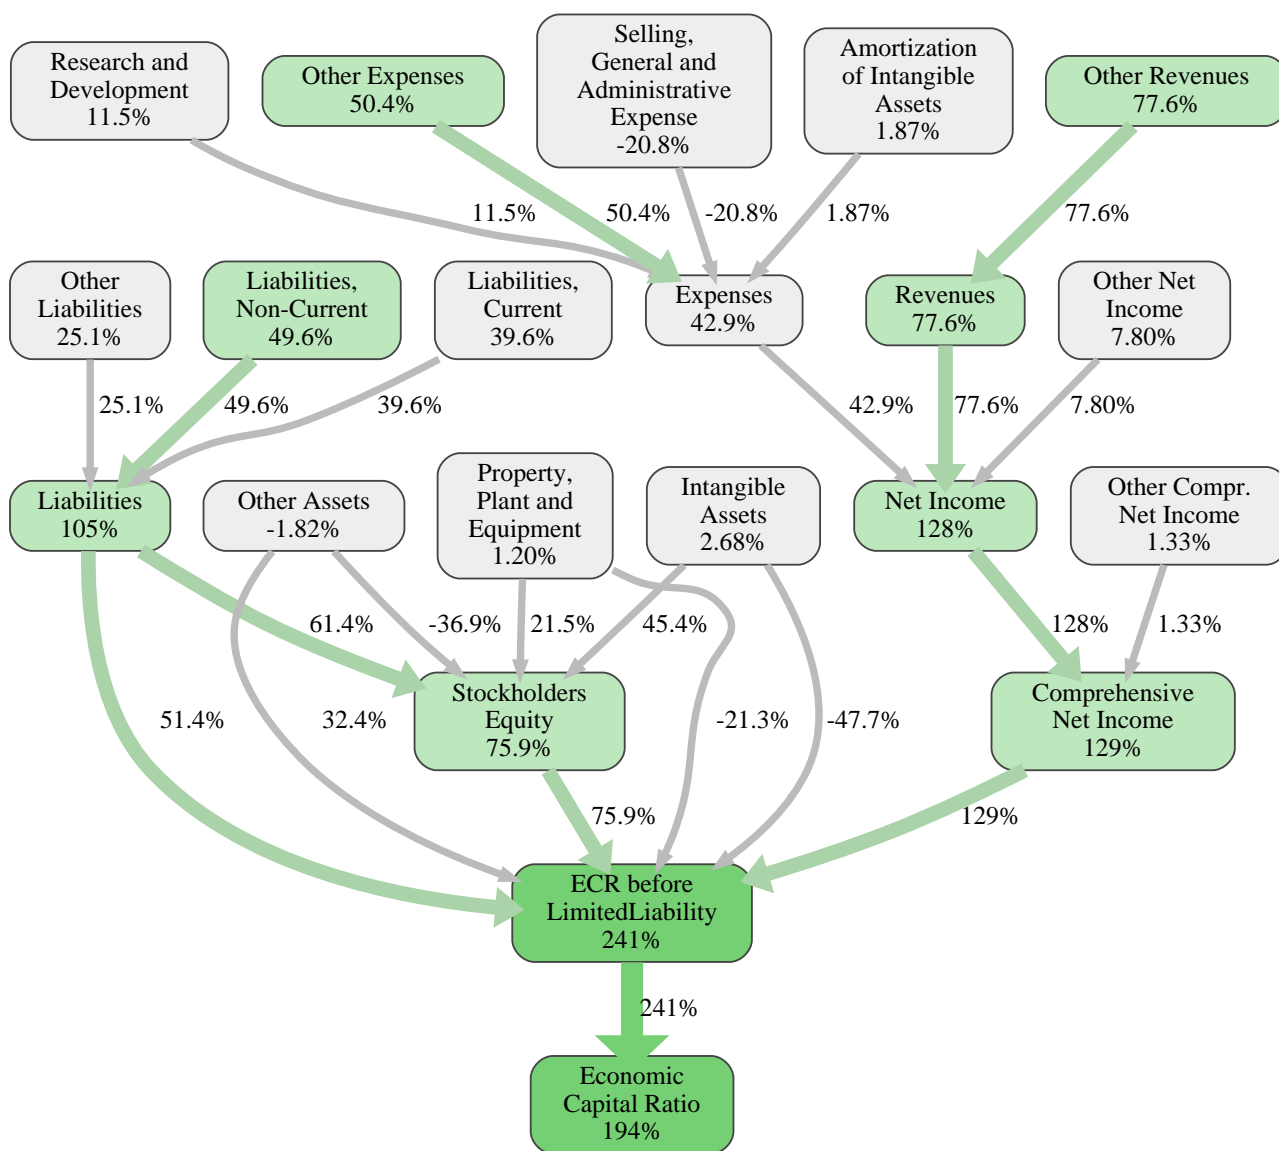 Research and
Development
11.5%
Other Expenses
50.4%
Selling,
General and
Administrative
Expense
-20.8%
Amortization
of Intangible
Assets
1.87%
Other Revenues
77.6%
11.5%
50.4%
-20.8%
1.87%
77.6%
Other
Liabilities
25.1%
Liabilities,
Non-Current
49.6%
Liabilities,
Current
39.6%
Expenses
42.9%
Revenues
77.6%
Other Net
Income
7.80%
25.1%
49.6%
39.6%
42.9%
77.6%
7.80%
Liabilities
105%
Other Assets
-1.82%
Property,
Plant and
Equipment
1.20%
Intangible
Assets
2.68%
Net Income
128%
Other Compr.
Net Income
1.33%
61.4%
-36.9%
21.5%
45.4%
128%
1.33%
51.4%
32.4%
Stockholders
Equity
75.9%
-21.3%
-47.7%
Comprehensive
Net Income
129%
75.9%
129%
ECR before
LimitedLiability
241%
241%
Economic
Capital Ratio
194%